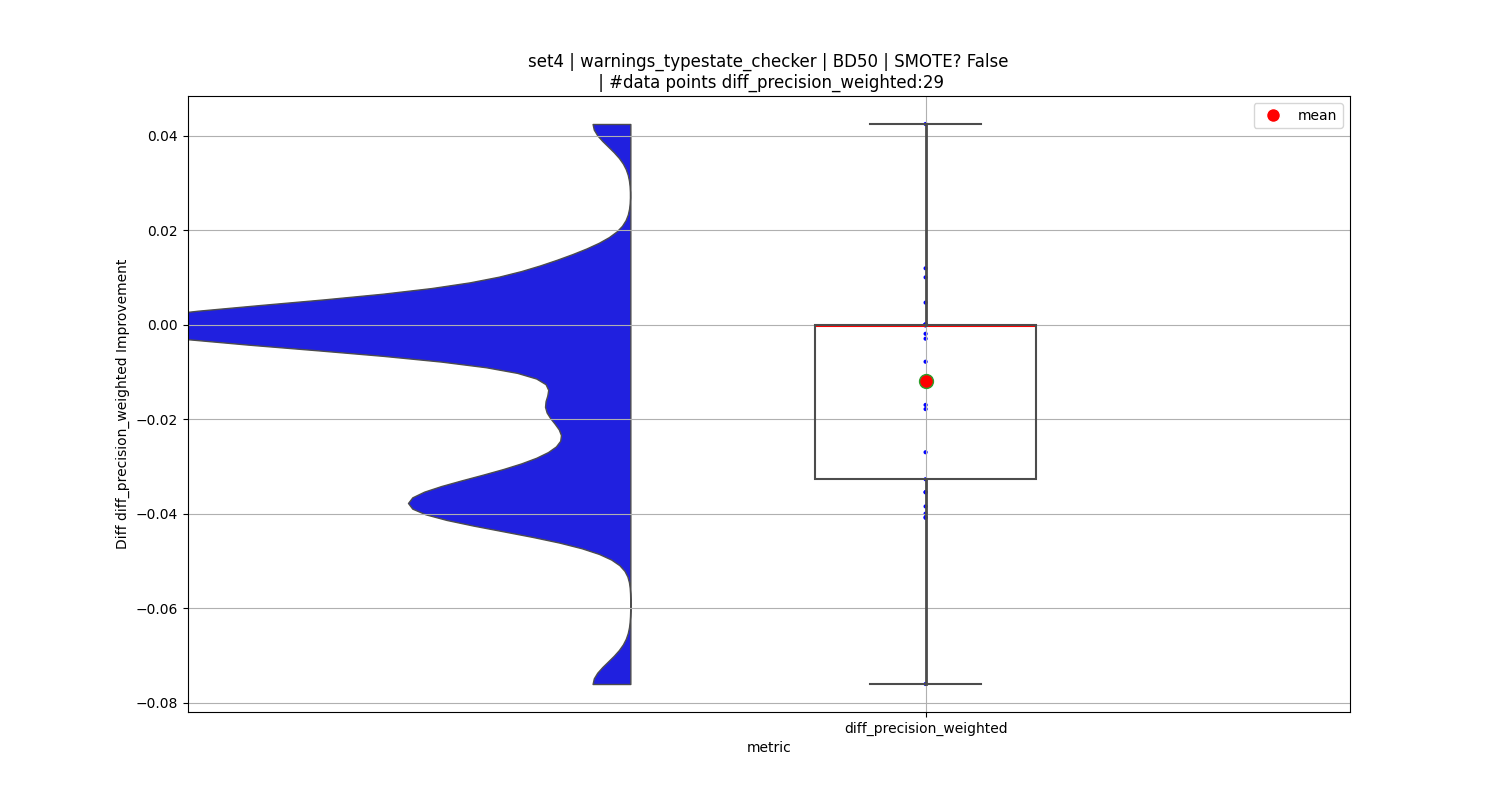 set4 | warnings_typestate_checker | BD50 | SMOTE? False
| #data points diff_precision_weighted:29
mean
0.04
0.02
0.00
−0.02
−0.04
−0.06
−0.08
Diff diff_precision_weighted Improvement
diff_precision_weighted
metric